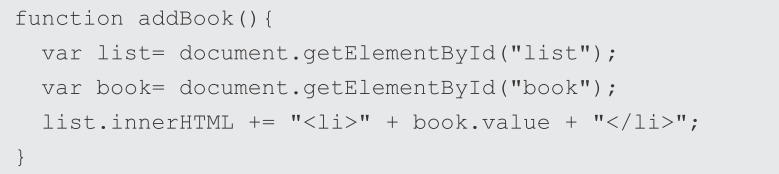 function addBook(){
  var list= document.getElementById("list");
  var book= document.getElementById("book");
  list.innerHTML += "<li>" + book.value + "</li>";
}